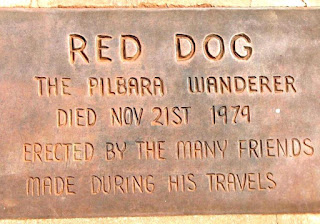 RED DOG
THE PILBARA WANDERER
DIED NOV 21ST 1979
ERECTED BY THE MANY FRIENDS
MADE DURING HIS TRAVELS